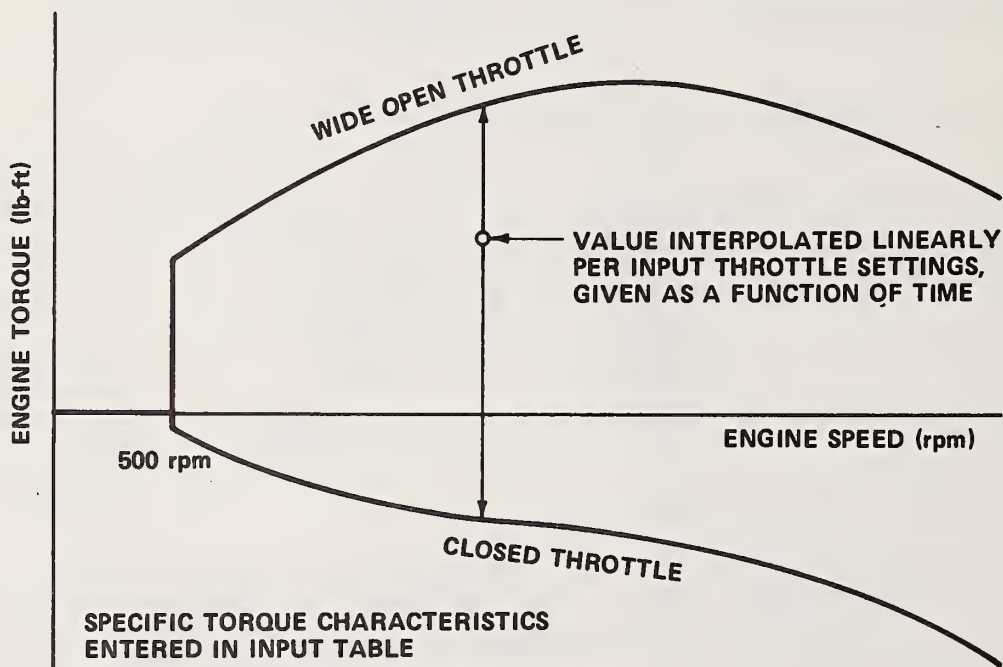 WIDE OPEN THROTTLE
ENGINE TORQUE (lb-ft)
VALUE INTERPOLATED LINEARLY
PER INPUT THROTTLE SETTINGS,
GIVEN AS A FUNCTION OF TIME
ENGINE SPEED (rpm)
500 rpm
CLOSED THROTTLE
SPECIFIC TORQUE CHARACTERISTICS
ENTERED IN INPUT TABLE